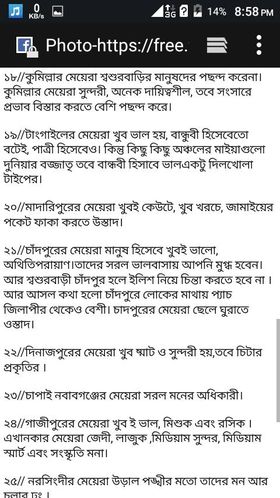 0
KB/s
3G
14%
8:58 PM
Photo-https://free.
১৮//কুমিল্লার মেয়েরা শ্বশুরবাড়ির মানুষদের পছন্দ করেনা।
কুমিল্লার মেয়েরা সুন্দরী, অনেক দায়িত্বশীল, তবে সংসারে
প্রভাব বিস্তার করতে বেশি পছন্দ করে।
১৯//টাংগাইলের মেয়েরা খুব ভাল হয়, বান্ধুবী হিসেবেতো
বটেই, পাত্রী হিসেবেও। কিন্তু কিছু কিছু অঞ্চলের মাইয়াগুলো
দুনিয়ার বজ্জাত্ তবে বান্ধবী হিসাবে ভালএকটু দিলখোলা
টাইপের।
২০//মাদারিপুরের মেয়েরা খুবই কেউটে, খুব খরচে, জামাইয়ের
পকেট ফাকা করতে উস্তাদ।
২১//চাঁদপুরের মেয়েরা মানুষ হিসেবে খুবই ভালো,
অথিতিপরায়াণ।তাদের সরল ভালবাসায় আপনি মুগ্ধ হবেন।
আর শ্বশুরবাড়ী চাঁদপুর হলে ইলিশ নিয়ে চিন্তা করতে হবে না ।
আর আসল কথা হলো চাঁদপুরে লোকের মাথায় প্যাচ
জিলাপীর থেকেও বেশী। চাদপুরের মেয়েরা ছেলে ঘুরাতে
ওস্তাদ।
২২//দিনাজপুরের মেয়েরা খুব ষ্মাট ও সুন্দরী হয়,তবে চিটার
প্রকৃতির ।
২৩//চাপাই নবাবগঞ্জের মেয়েরা সরল মনের অধিকারী।
২৪//গাজীপুরের মেয়েরা খুব ই ভাল, মিশুক এবং রসিক ।
এখানকার মেয়েরা জেদী, লাজুক ,মিডিয়াম সুন্দর, মিডিয়াম
স্মার্ট এবং সংস্কৃতি মনা।
২৫// নরসিংদীর মেয়েরা উড়াল পঙ্খীর মতো তাদের মন আর
চলার ঢং ।